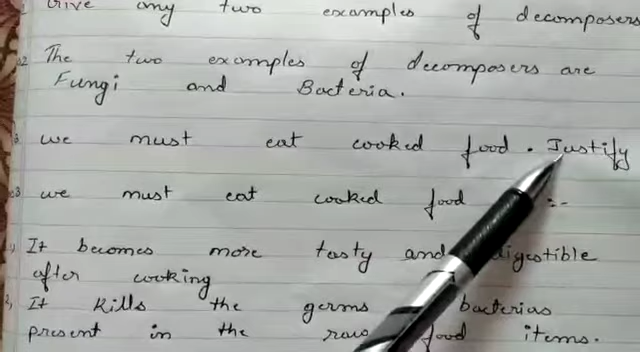 Give any two examples of decomposers
The two examples of decomposers are
Fungi and Bacteria.
we must eat cooked food. Justify
we must eat cooked food :-
It becomes more tasty and digestible
after cooking
It kills the germs bacterias
present in the raw food items.